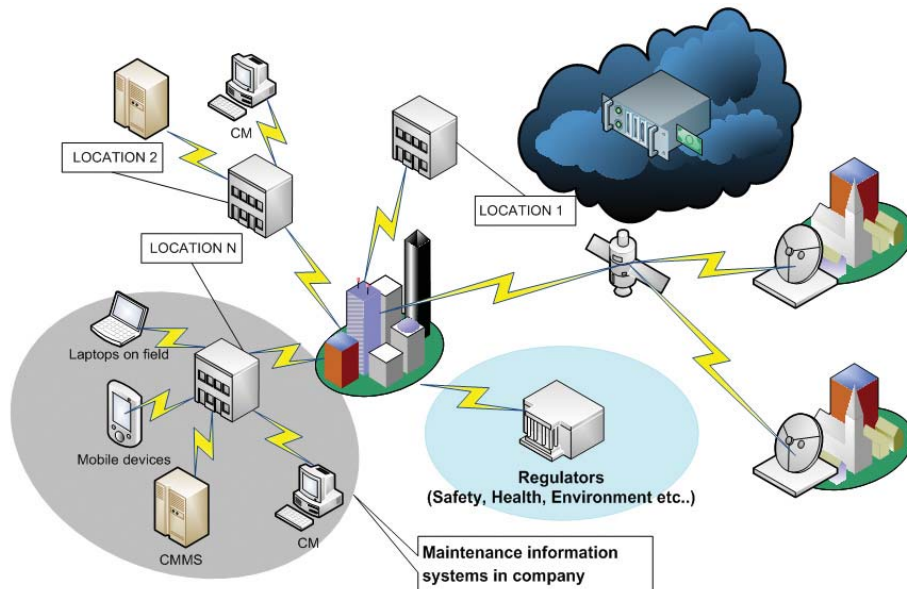 CM
LOCATION 2
LOCATION 1
LOCATION N
Laptops on field
Mobile devices
CMMS
CM
Regulators
(Safety, Health, Environment etc..)
Maintenance information
systems in company